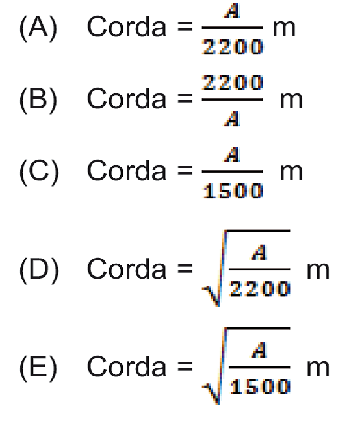 (A) Corda = A/2200 m
(B) Corda = 2200/A m
(C) Corda = A/1500 m
(D) Corda = √(A/2200) m
(E) Corda = √(A/1500) m